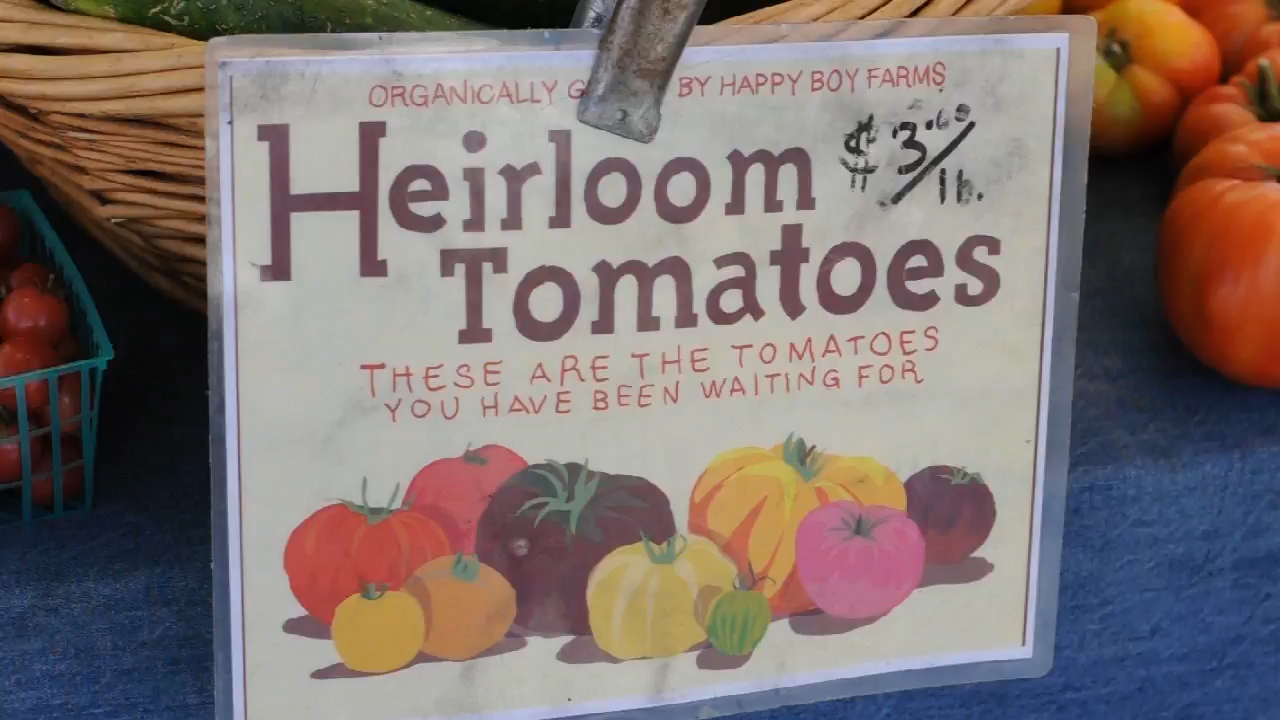 ORGANICALLY G BY HAPPY BOY FARMS
Heirloom
$3.60/lb.
Tomatoes
THESE ARE THE TOMATOES
YOU HAVE BEEN WAITING FOR